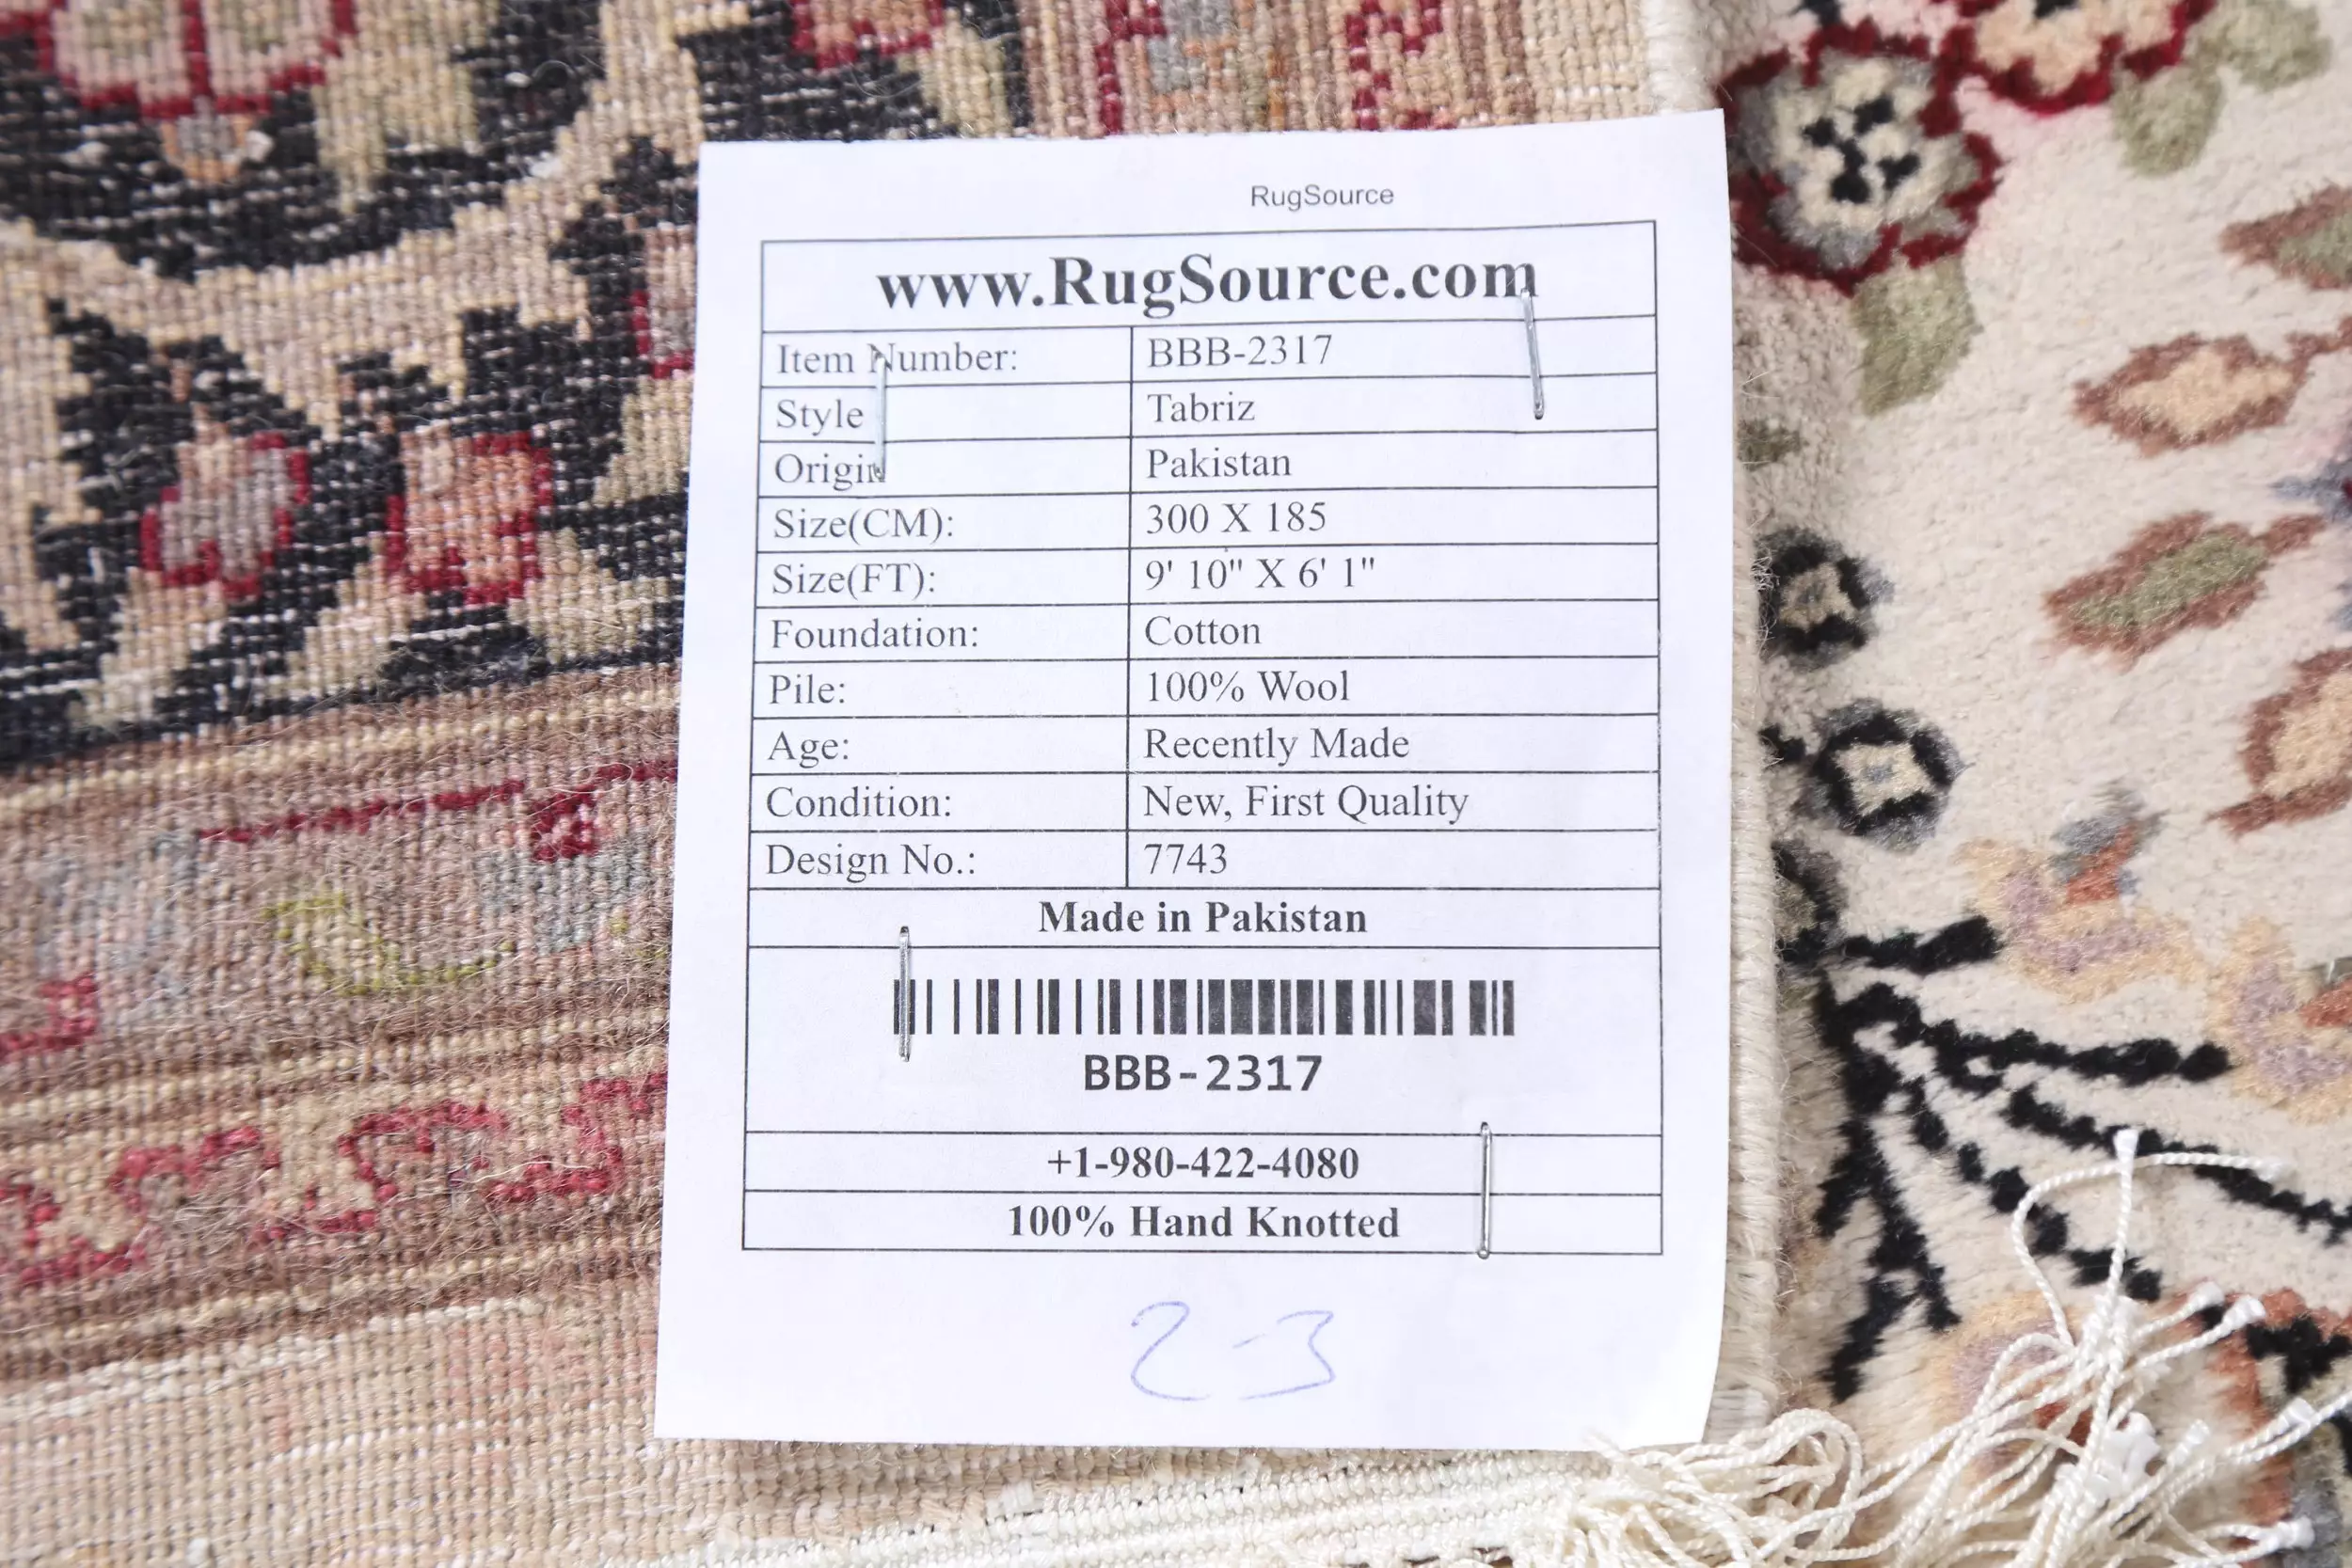 RugSource
www.RugSource.com
Item Number: BBB-2317
Style Tabriz
Origin Pakistan
Size(CM): 300 X 185
Size(FT): 9' 10" X 6' 1"
Foundation: Cotton
Pile: 100% Wool
Age: Recently Made
Condition: New, First Quality
Design No.: 7743
Made in Pakistan
BBB-2317
+1-980-422-4080
100% Hand Knotted
23